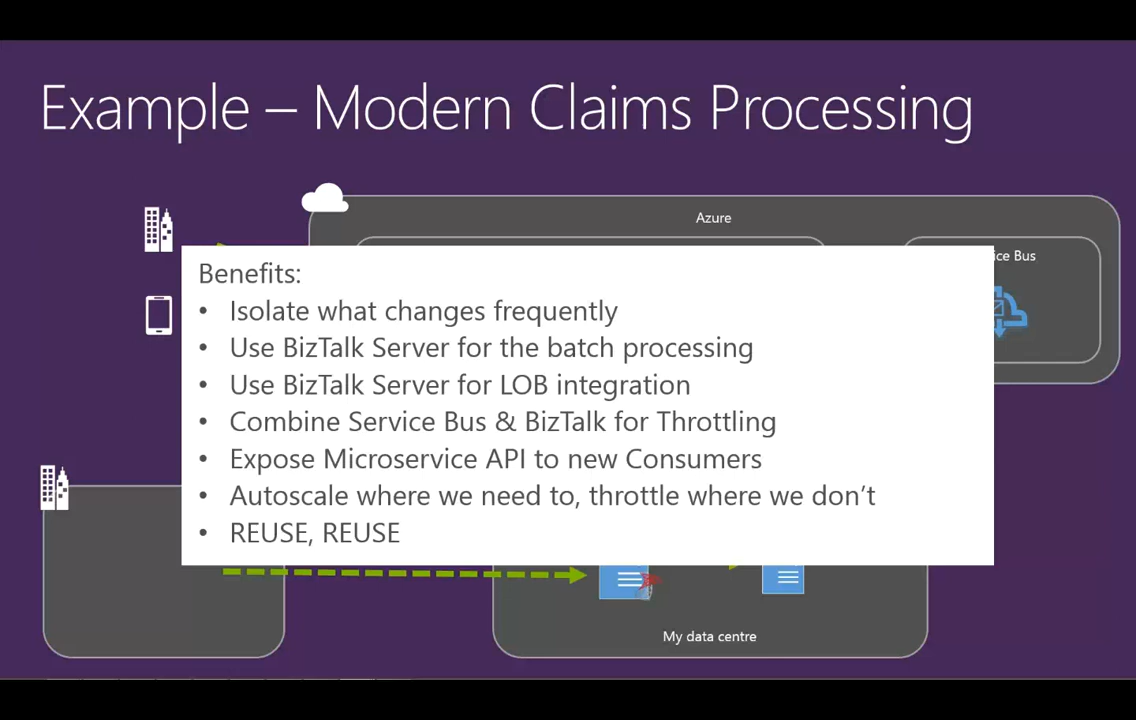 Example – Modern Claims Processing
Azure
ice Bus
Benefits:
• Isolate what changes frequently
• Use BizTalk Server for the batch processing
• Use BizTalk Server for LOB integration
• Combine Service Bus & BizTalk for Throttling
• Expose Microservice API to new Consumers
• Autoscale where we need to, throttle where we don’t
• REUSE, REUSE
My data centre